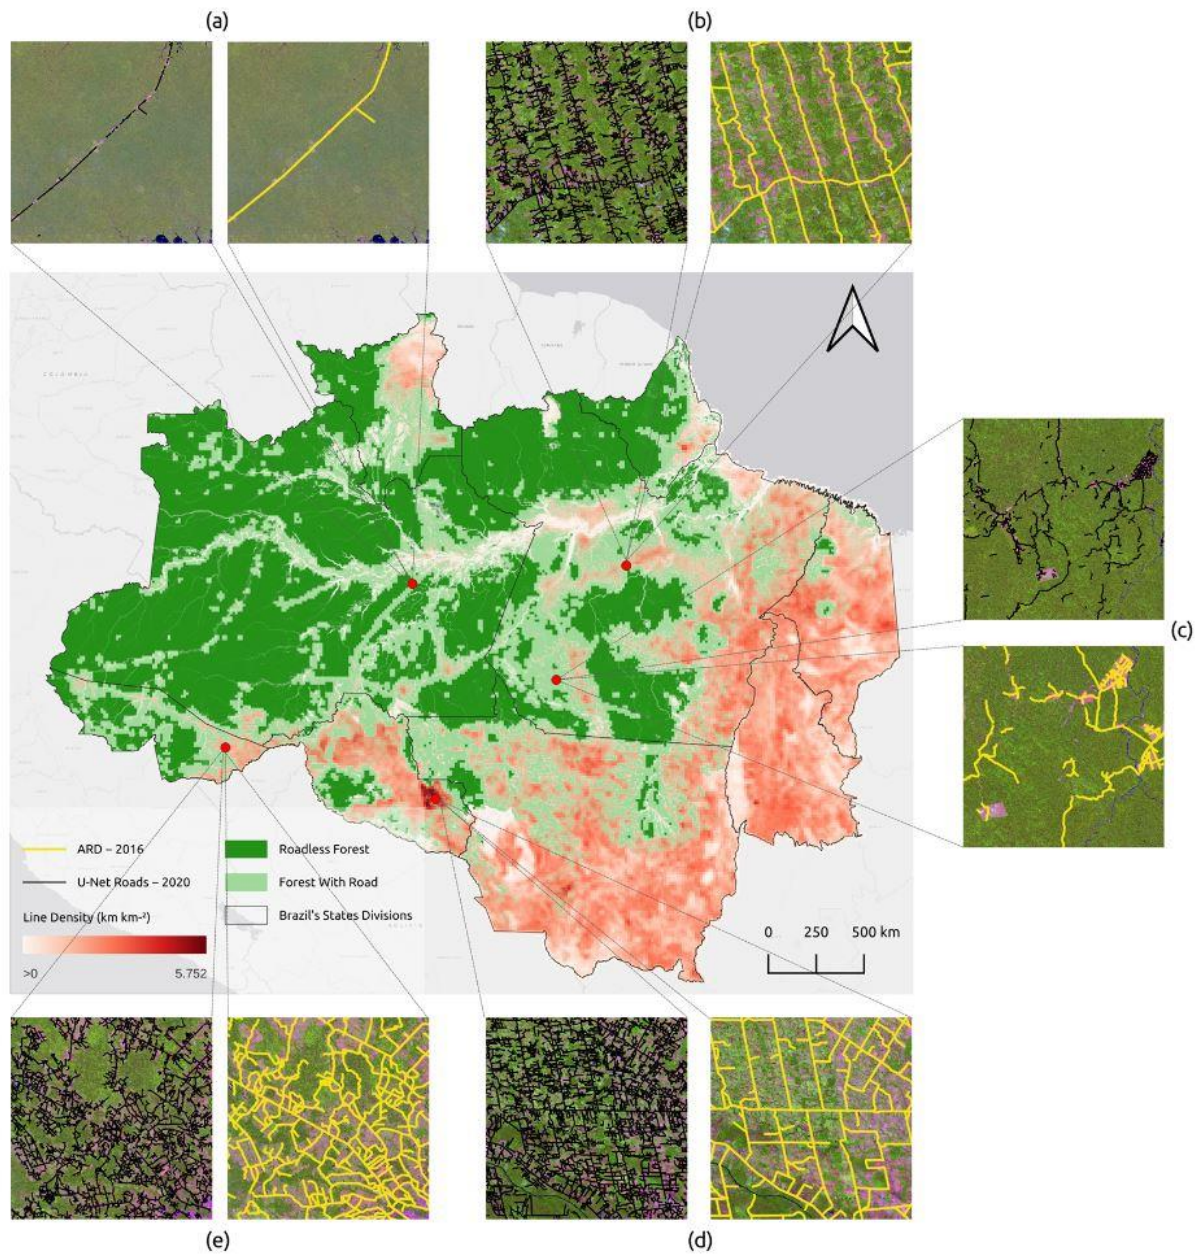 (a)
(b)
COLOMBIA
(c)
ARD – 2016
U-Net Roads – 2020
Line Density (km km-²)
>0
5.752
Roadless Forest
Forest With Road
Brazil's States Divisions
0 250 500 km
(e)
(d)